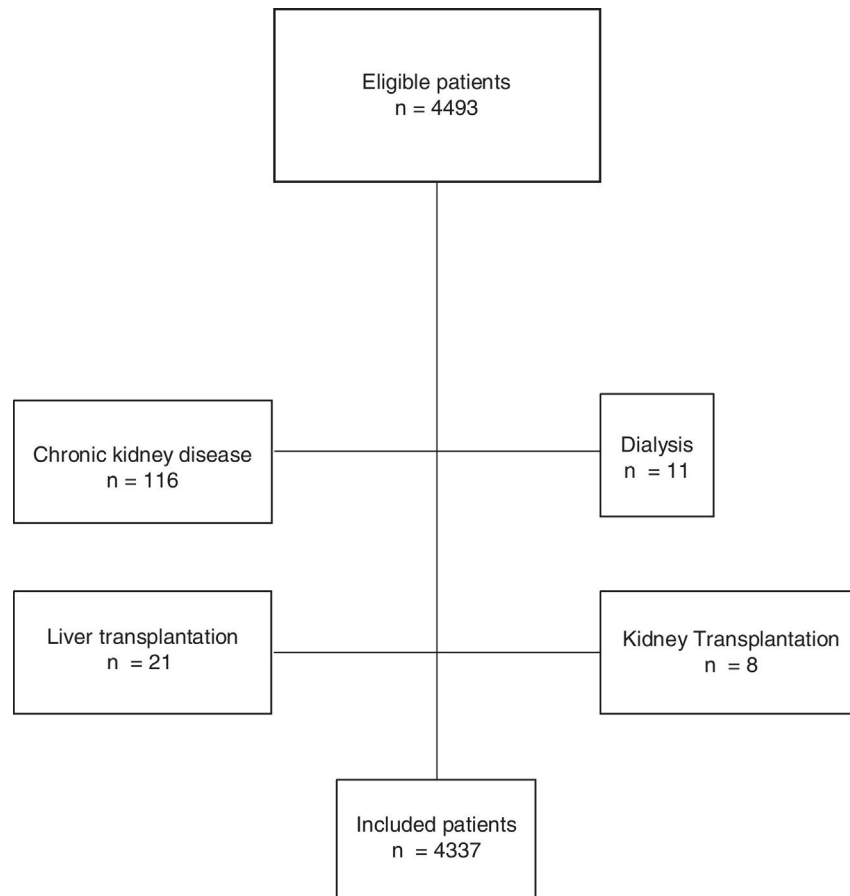 Eligible patients
n = 4493
Chronic kidney disease
n = 116
Dialysis
n = 11
Liver transplantation
n = 21
Kidney Transplantation
n = 8
Included patients
n = 4337